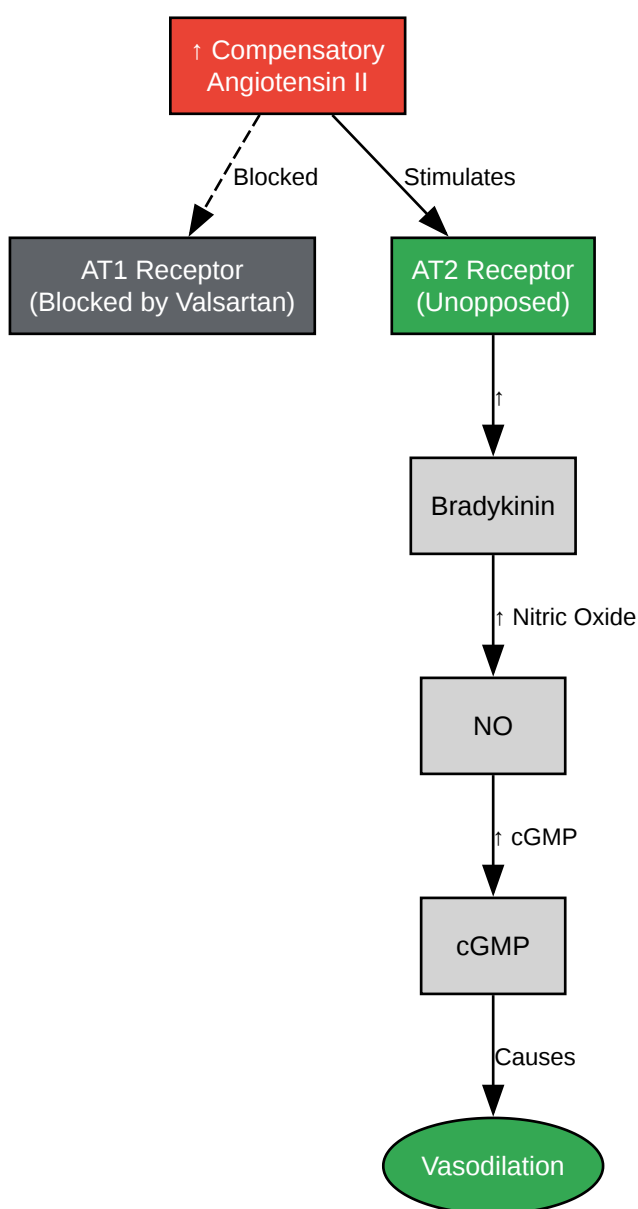 ↑ Compensatory
Angiotensin II
Blocked
Stimulates
AT1 Receptor
(Blocked by Valsartan)
AT2 Receptor
(Unopposed)
↑
Bradykinin
↑ Nitric Oxide
NO
↑ cGMP
cGMP
Causes
Vasodilation